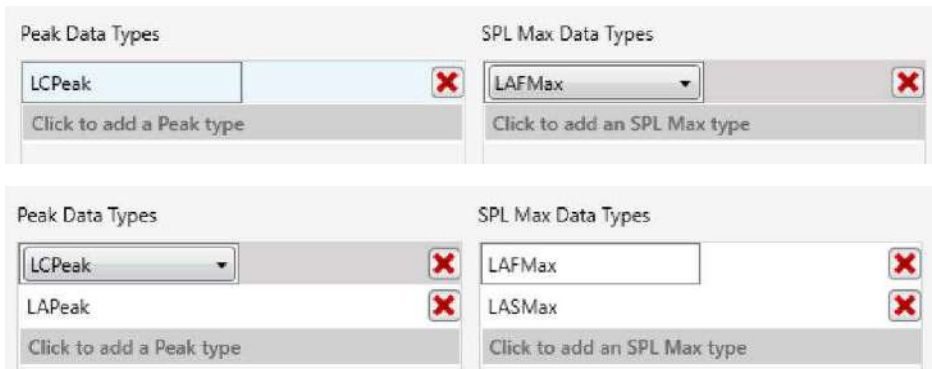 Peak Data Types
SPL Max Data Types
LCPeak
LAFMax
Click to add a Peak type
Click to add an SPL Max type
Peak Data Types
SPL Max Data Types
LCPeak
LAFMax
LAPeak
LASMax
Click to add a Peak type
Click to add an SPL Max type